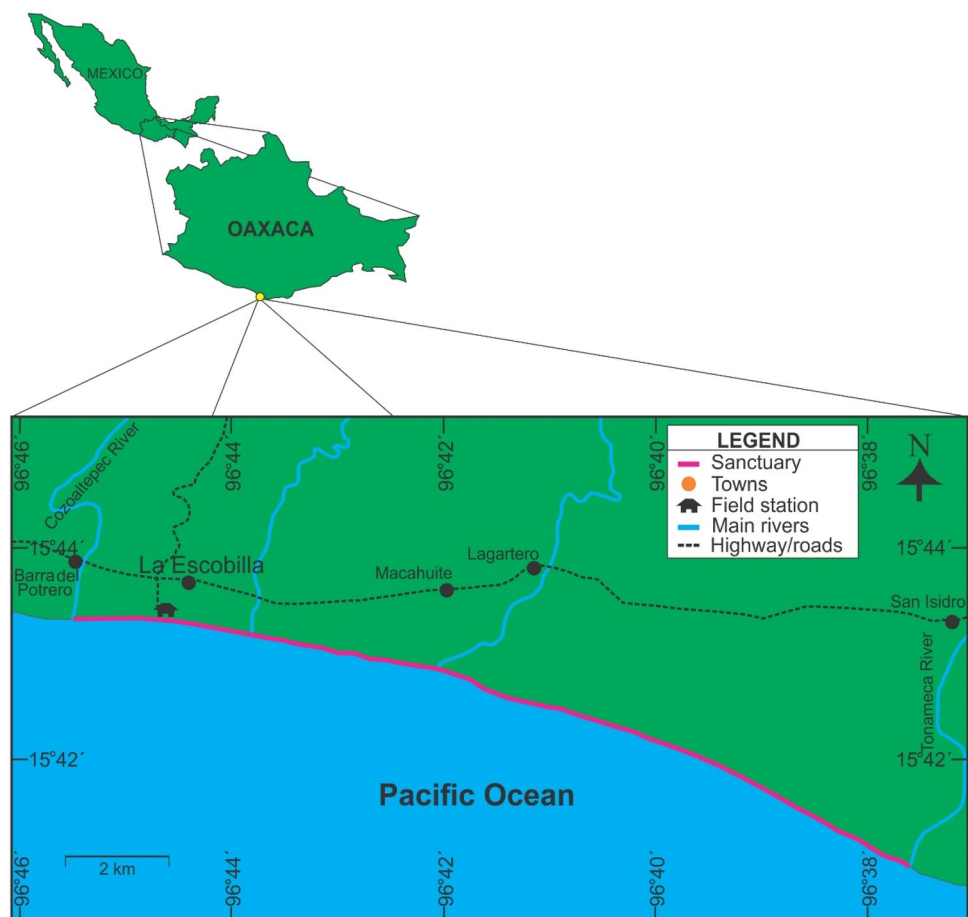 MEXICO
OAXACA
96°46´
96°44´
96°42´
96°40´
96°38´
LEGEND
Sanctuary
Towns
Field station
Main rivers
Highway/roads
N
Cozoaltepec River
15°44´
15°44´
La Escobilla
Barra del
Potrero
Macahuite
Lagartero
San Isidro
Tonameca River
15°42´
15°42´
Pacific Ocean
2 km
96°46´
96°44´
96°42´
96°40´
96°38´